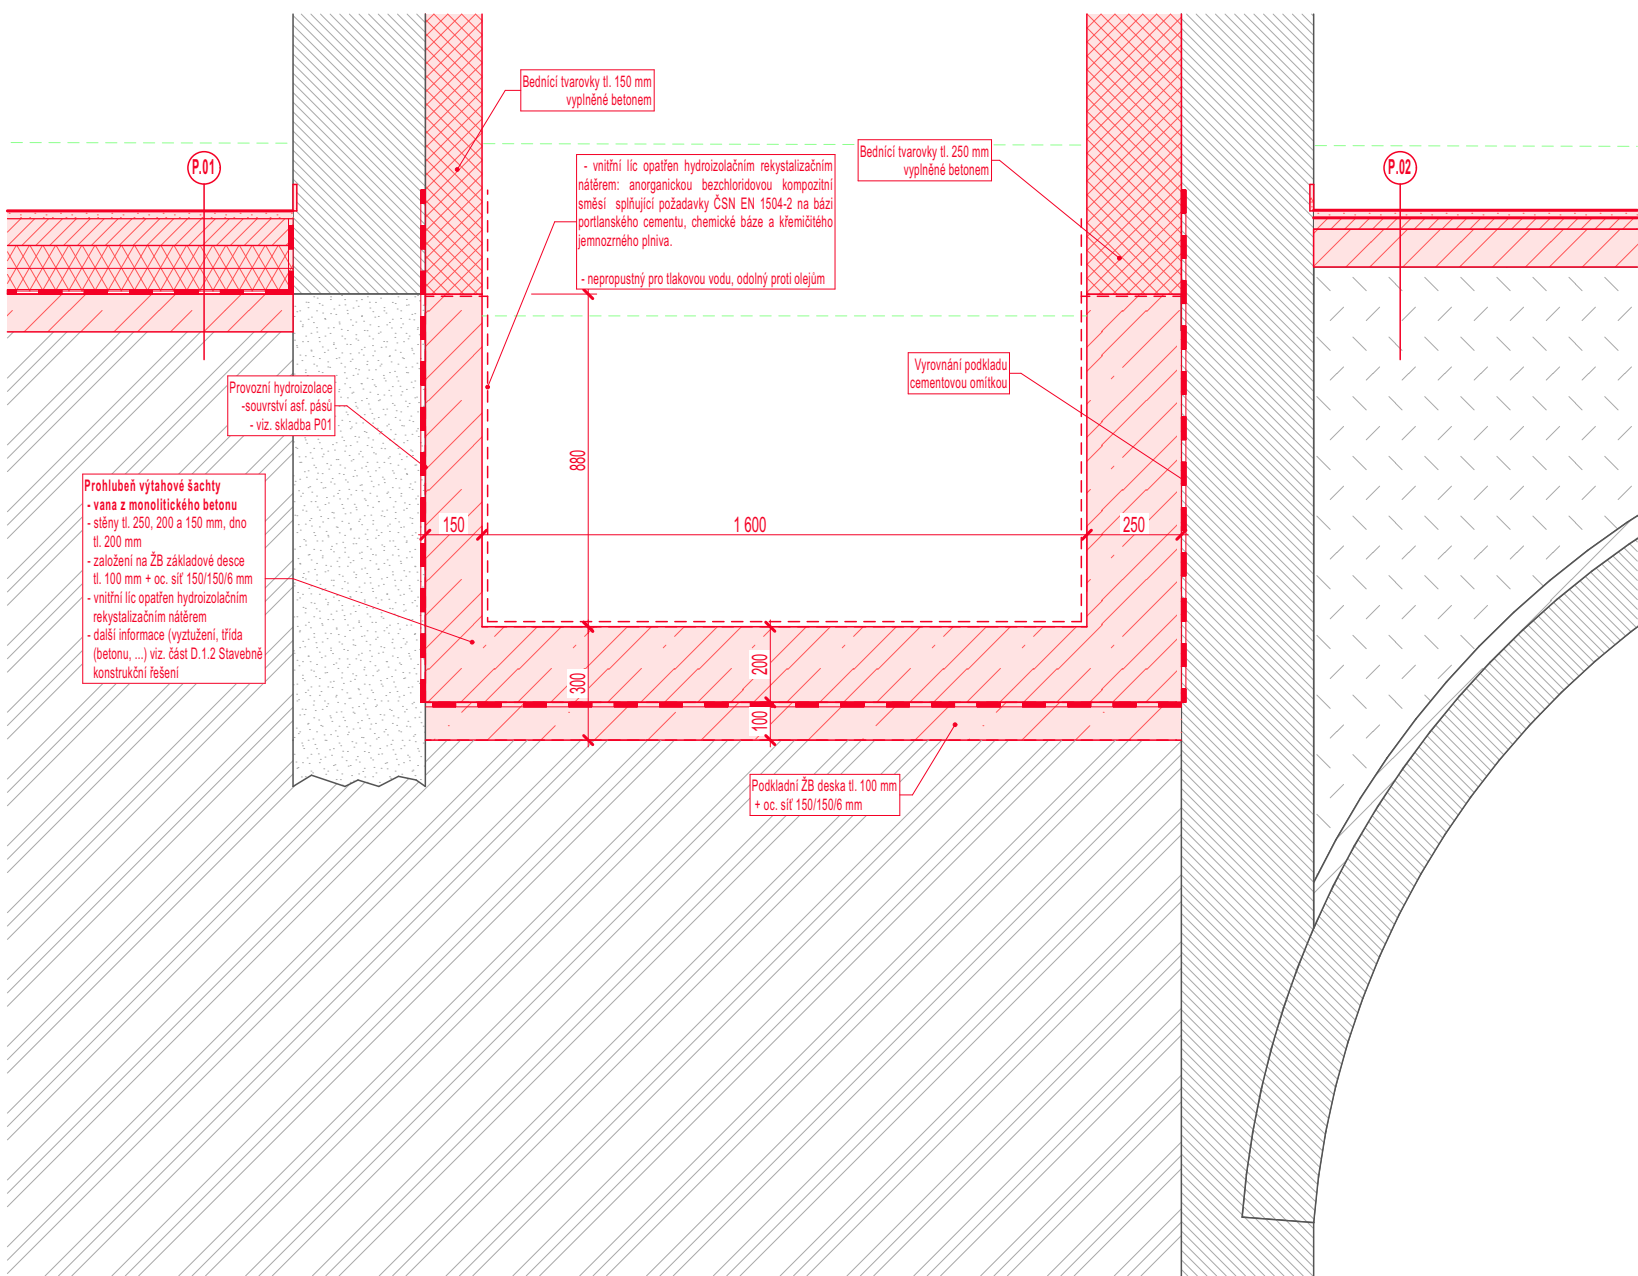 Bednící tvarovky tl. 150 mm
vyplněné betonem
P.01
- vnitřní líc opatřen hydroizolačním rekystalizačním
nátěrem: anorganickou bezchloridovou kompozitní
směsí splňující požadavky ČSN EN 1504-2 na bázi
portlanského cementu, chemické báze a křemičitého
jemnozrného plniva.
- nepropustný pro tlakovou vodu, odolný proti olejům
Bednící tvarovky tl. 250 mm
vyplněné betonem
P.02
Provozní hydroizolace
-souvrství asf. pásů
- viz. skladba P01
Vyrovnání podkladu
cementovou omítkou
Prohlubeň výtahové šachty
- vana z monolitického betonu
- stěny tl. 250, 200 a 150 mm, dno
tl. 200 mm
- založení na ŽB základové desce
tl. 100 mm + oc. síť 150/150/6 mm
- vnitřní líc opatřen hydroizolačním
rekystalizačním nátěrem
- další informace (vyztužení, třída
(betonu, ...) viz. část D.1.2 Stavebně
konstrukční řešení
880
150
1 600
250
300
200
100
Podkladní ŽB deska tl. 100 mm
+ oc. síť 150/150/6 mm